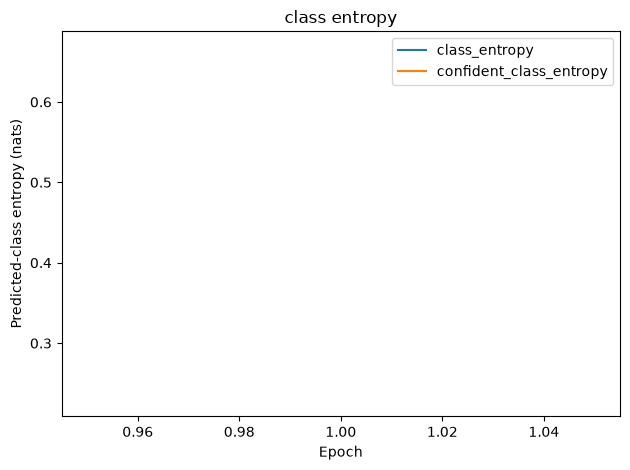 class entropy
class_entropy
confident_class_entropy
Predicted-class entropy (nats)
0.6
0.5
0.4
0.3
0.96 0.98 1.00 1.02 1.04
Epoch